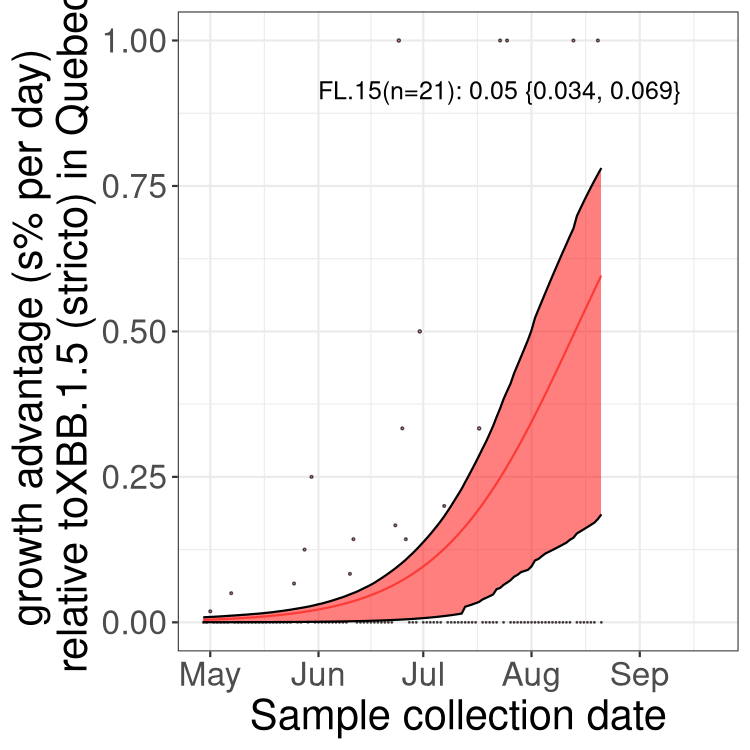 growth advantage (s% per day)
relative toXBB.1.5 (stricto) in Quebec
1.00
0.75
0.50
0.25
0.00
FL.15(n=21): 0.05 {0.034, 0.069}
May Jun Jul Aug Sep
Sample collection date